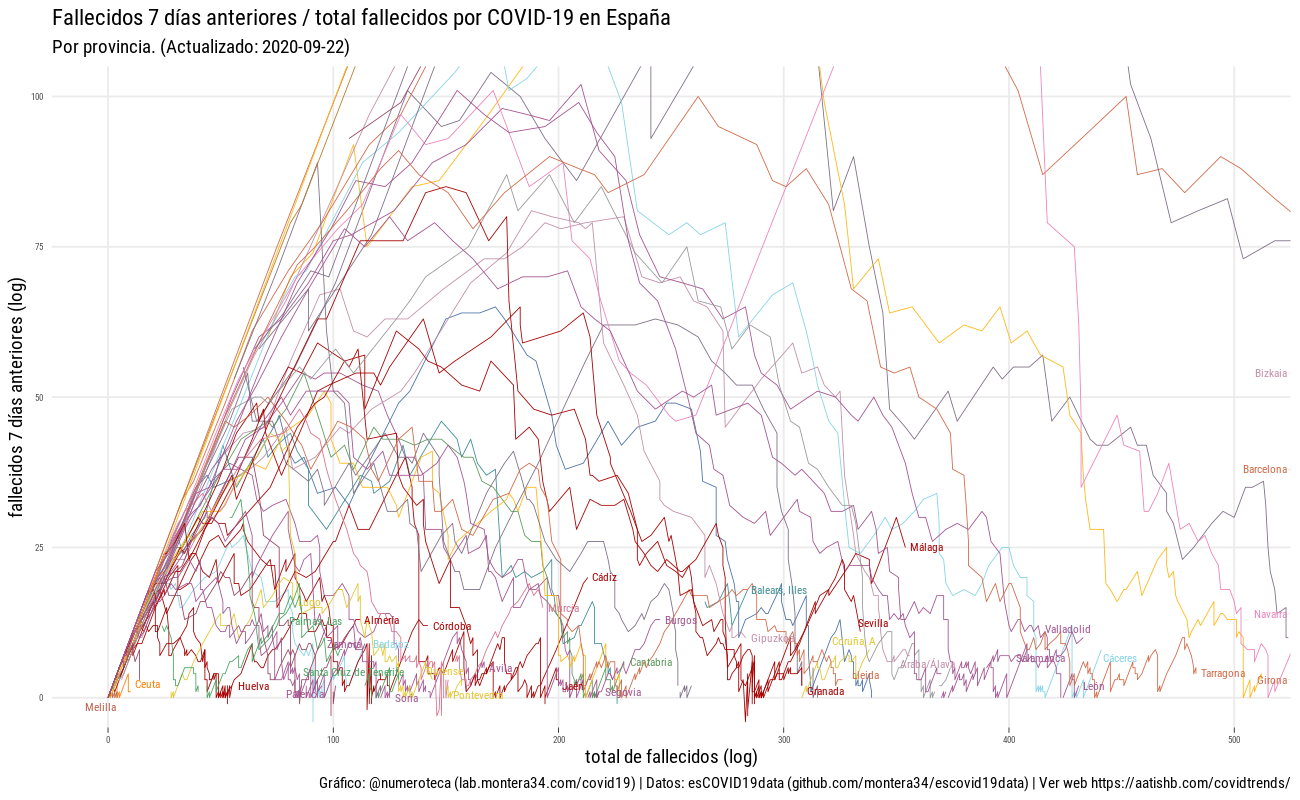 Fallecidos 7 días anteriores / total fallecidos por COVID-19 en España
Por provincia. (Actualizado: 2020-09-22)
fallecidos 7 días anteriores (log)
100
75
50
25
0
Bizkaia
Barcelona
Málaga
Cádiz
Balears, Illes
Murcia
Lugo
Palmas, Las
Almería
Córdoba
Burgos
Sevilla
Navarra
Valladolid
Zamora
Badajoz
Gipuzkoa
Coruña, A
Cantabria
Araba/Álava
Salamanca
Cáceres
Santa Cruz de Tenerife
Ourense
Ávila
Lleida
Tarragona
Girona
Ceuta
Huelva
Palencia
Soria
Pontevedra
Jaén
Segovia
Granada
León
Melilla
0
100
200
300
400
500
total de fallecidos (log)
Gráfico: @numeroteca (lab.montera34.com/covid19) | Datos: esCOVID19data (github.com/montera34/escovid19data) | Ver web https://aatishb.com/covidtrends/